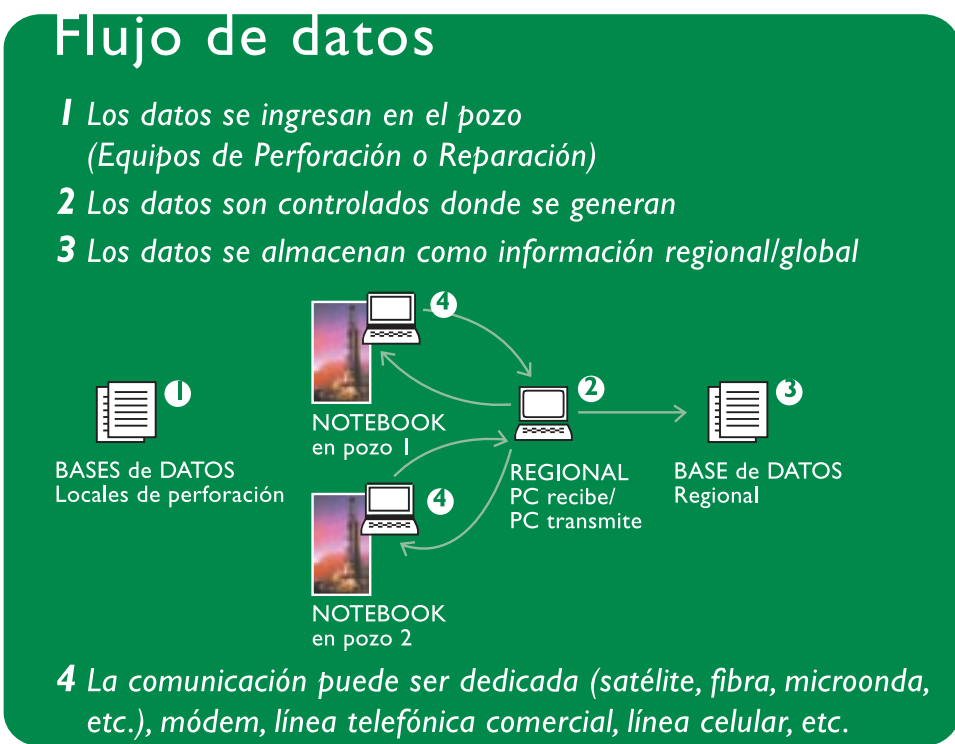 Flujo de datos
1 Los datos se ingresan en el pozo
(Equipos de Perforación o Reparación)
2 Los datos son controlados donde se generan
3 Los datos se almacenan como información regional/global
4
1
2
3
NOTEBOOK
en pozo 1
BASES de DATOS
Locales de perforación
REGIONAL
PC recibe/
PC transmite
BASE de DATOS
Regional
4
NOTEBOOK
en pozo 2
4 La comunicación puede ser dedicada (satélite, fibra, microonda,
etc.), módem, línea telefónica comercial, línea celular, etc.